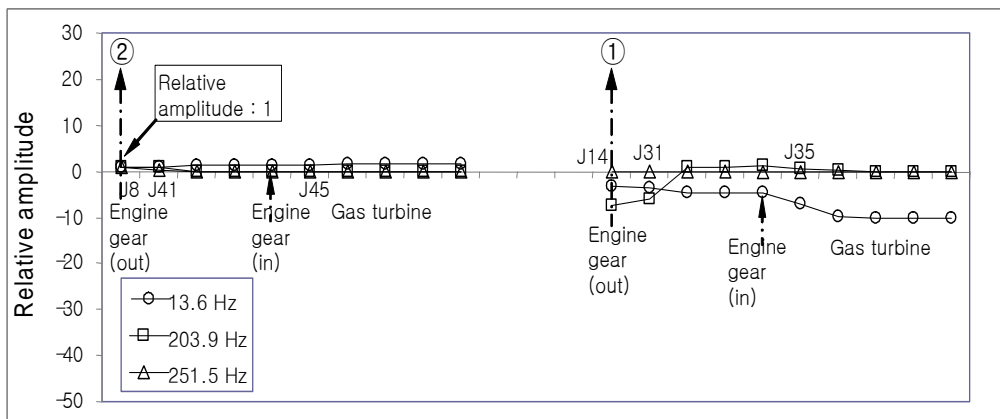 30
20
10
0
-10
-20
-30
-40
-50
Relative amplitude
②
Relative
amplitude : 1
J8
J41
J45
Engine
gear
(out)
Engine
gear
(in)
Gas turbine
①
J14
J31
J35
Engine
gear
(out)
Engine
gear
(in)
Gas turbine
13.6 Hz
203.9 Hz
251.5 Hz